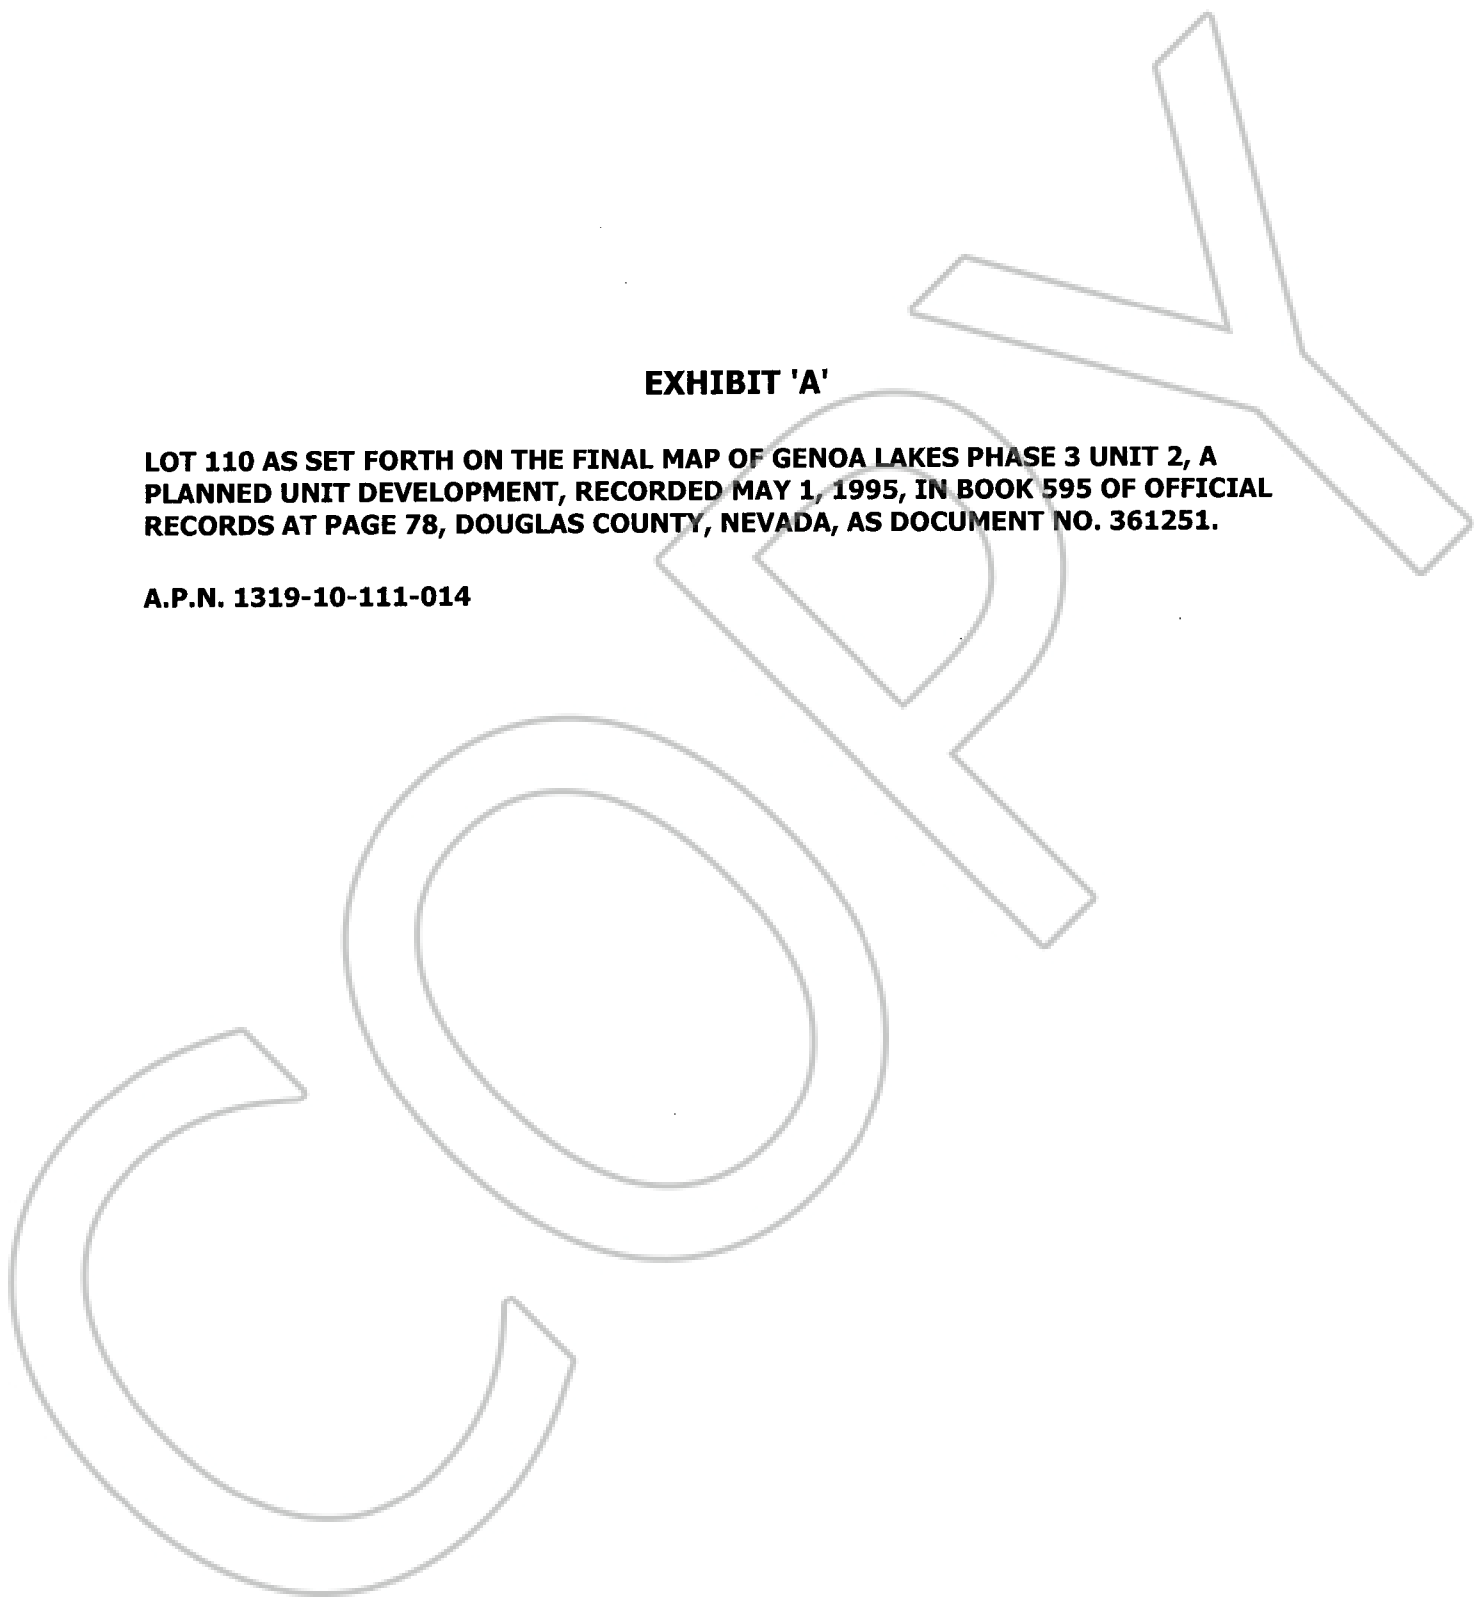 EXHIBIT 'A'
LOT 110 AS SET FORTH ON THE FINAL MAP OF GENOA LAKES PHASE 3 UNIT 2, A
PLANNED UNIT DEVELOPMENT, RECORDED MAY 1, 1995, IN BOOK 595 OF OFFICIAL
RECORDS AT PAGE 78, DOUGLAS COUNTY, NEVADA, AS DOCUMENT NO. 361251.
A.P.N. 1319-10-111-014
COPY